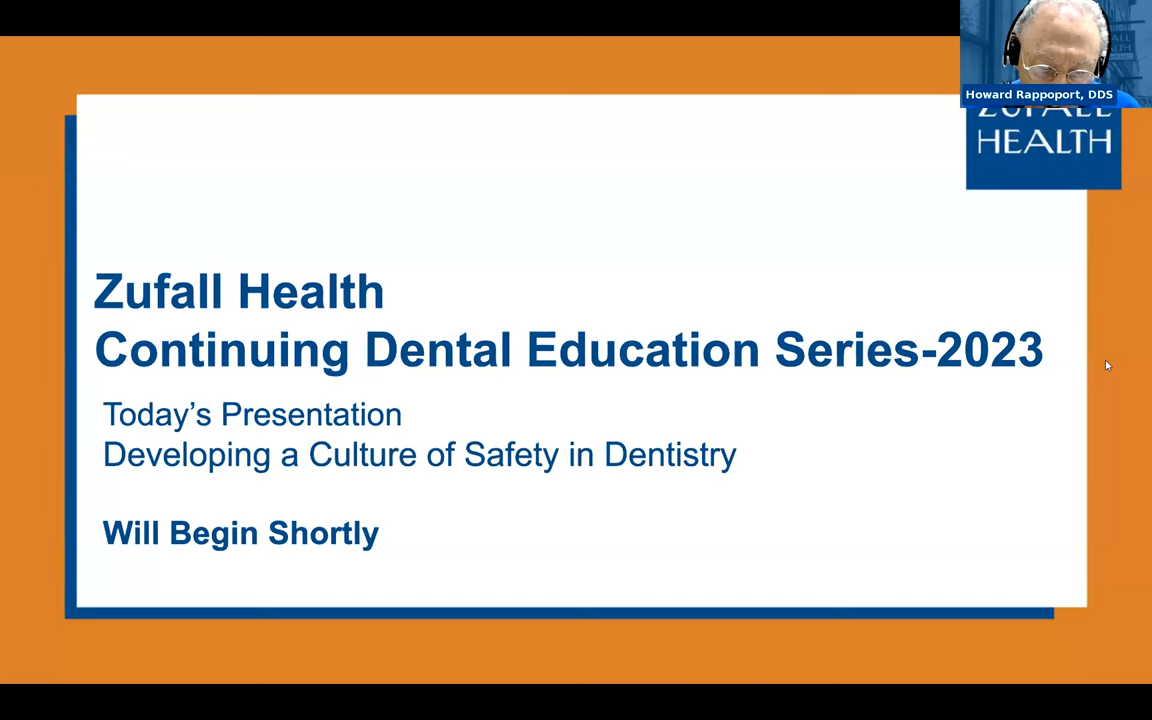 Howard Rappoport, DDS
ZUFALL
HEALTH
Zufall Health
Continuing Dental Education Series-2023
Today’s Presentation
Developing a Culture of Safety in Dentistry
Will Begin Shortly